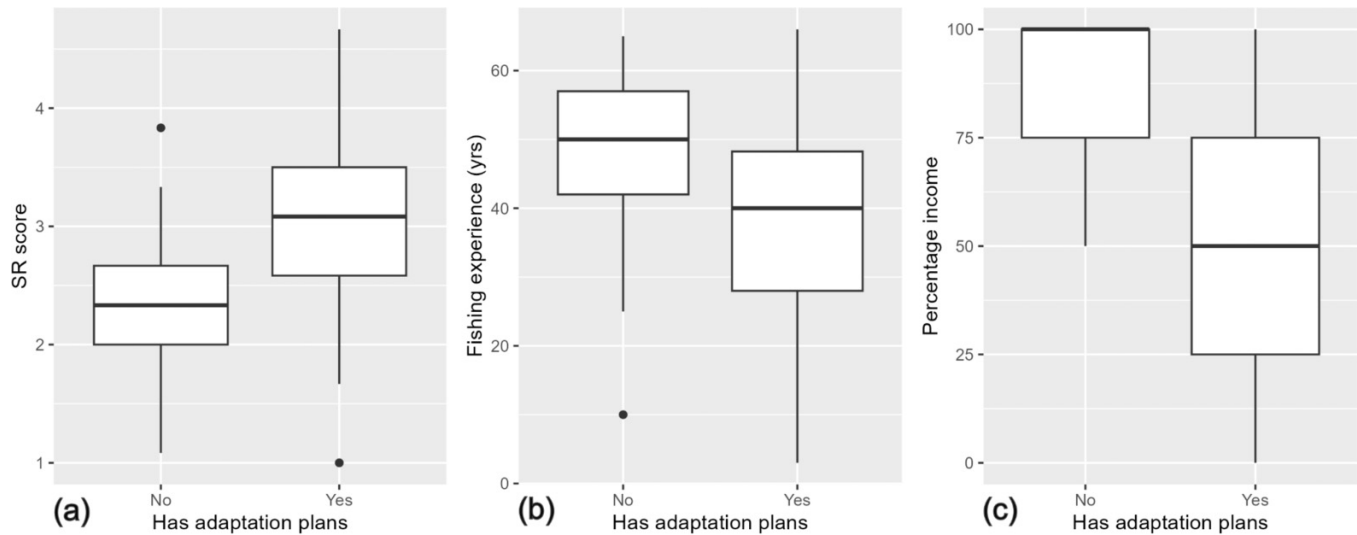 SR score
4
3
2
1
No
Yes
(a)
Has adaptation plans
Fishing experience (yrs)
60
40
20
0
No
Yes
(b)
Has adaptation plans
Percentage income
100
75
50
25
0
No
Yes
(c)
Has adaptation plans